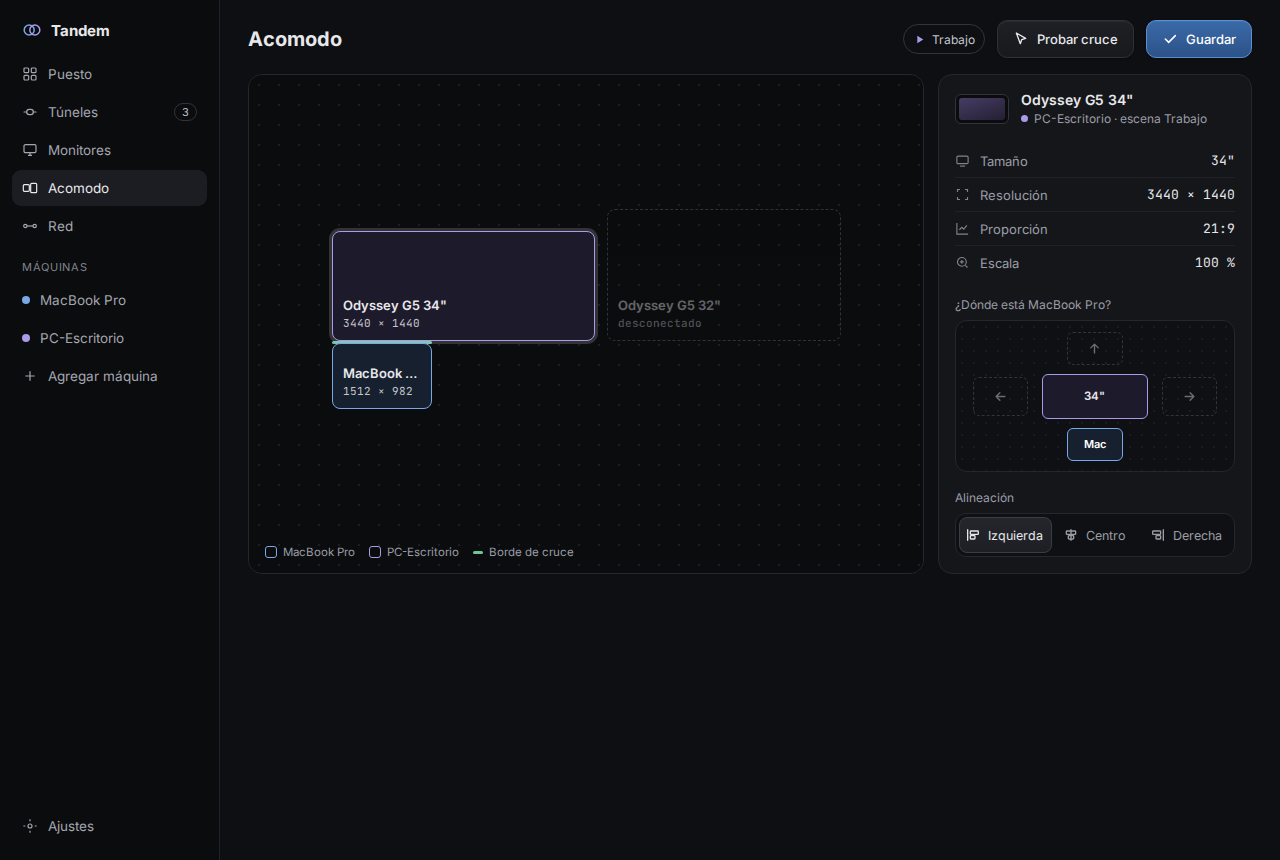 Tandem
Puesto
Túneles 3
Monitores
Acomodo
Red
MÁQUINAS
MacBook Pro
PC-Escritorio
Agregar máquina
Ajustes
Acomodo
Trabajo
Probar cruce
Guardar
Odyssey G5 34"
3440 × 1440
Odyssey G5 32"
desconectado
MacBook ...
1512 × 982
MacBook Pro
PC-Escritorio
Borde de cruce
Odyssey G5 34"
PC-Escritorio · escena Trabajo
Tamaño 34"
Resolución 3440 × 1440
Proporción 21:9
Escala 100 %
¿Dónde está MacBook Pro?
34"
Mac
Alineación
Izquierda
Centro
Derecha